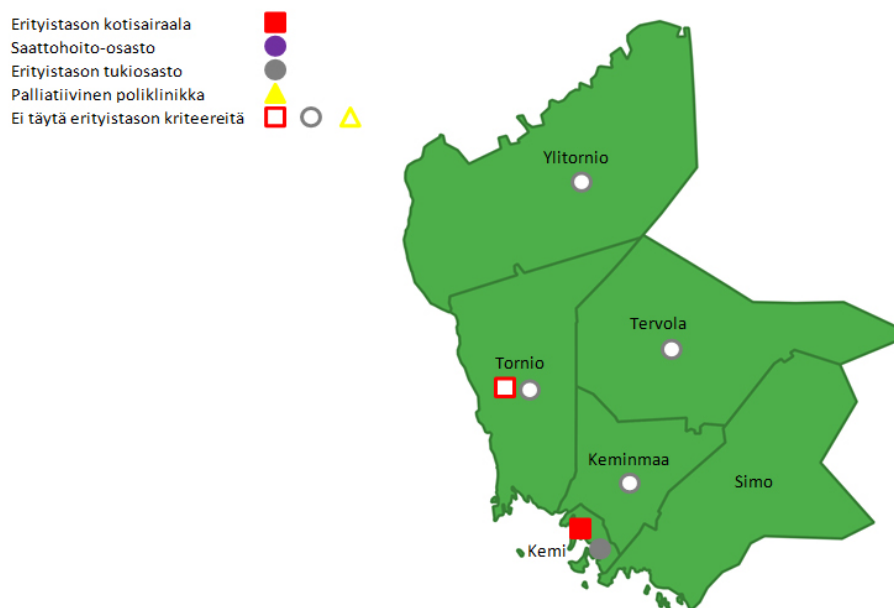 Erityistason kotisairaala
Saattohoito-osasto
Erityistason tukiosasto
Palliatiivinen poliklinikka
Ei täytä erityistason kriteereitä
Ylitornio
Tervola
Tornio
Keminmaa
Simo
Kemi